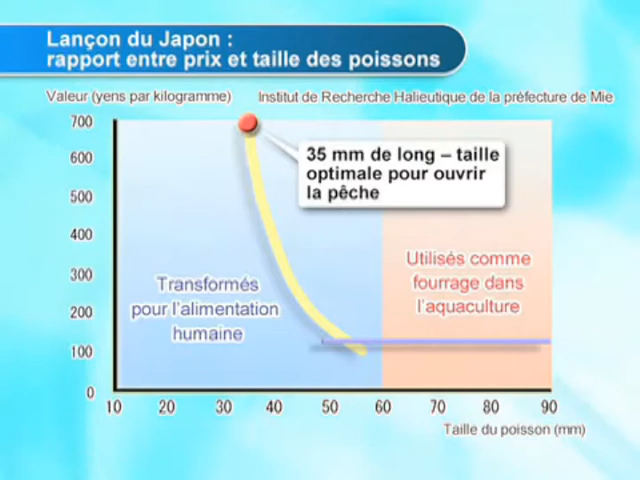 Lançon du Japon :
rapport entre prix et taille des poissons
Valeur (yens par kilogramme) Institut de Recherche Halieutique de la préfecture de Mie
700
600
500
400
300
200
100
0
35 mm de long – taille
optimale pour ouvrir
la pêche
Transformés
pour l'alimentation
humaine
Utilisés comme
fourrage dans
l'aquaculture
10 20 30 40 50 60 70 80 90
Taille du poisson (mm)